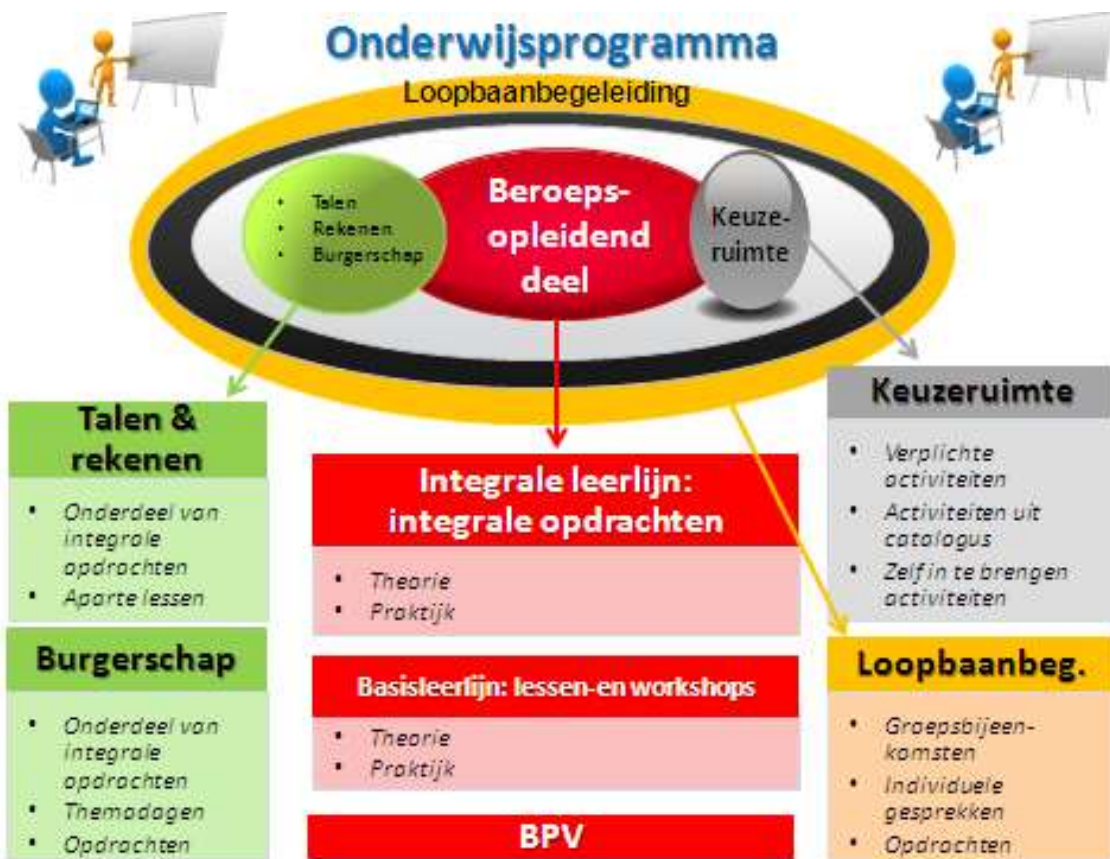 Onderwijsprogramma
Loopbaanbegeleiding
• Talen
• Rekenen
• Burgerschap
Beroeps-
opleidend
deel
Keuze-
ruimte
Talen &
rekenen
• Onderdeel van
integrale
opdrachten
• Aparte lessen
Burgerschap
• Onderdeel van
integrale
opdrachten
• Themadagen
• Opdrachten
Integrale leerlijn:
integrale opdrachten
• Theorie
• Praktijk
Basisleerlijn: lessen-en workshops
• Theorie
• Praktijk
BPV
Keuzeruimte
• Verplichte
activiteiten
• Activiteiten uit
catalogus
• Zelf in te brengen
activiteiten
Loopbaanbeg.
• Groepsbijeen-
komsten
• Individuele
gesprekken
• Opdrachten